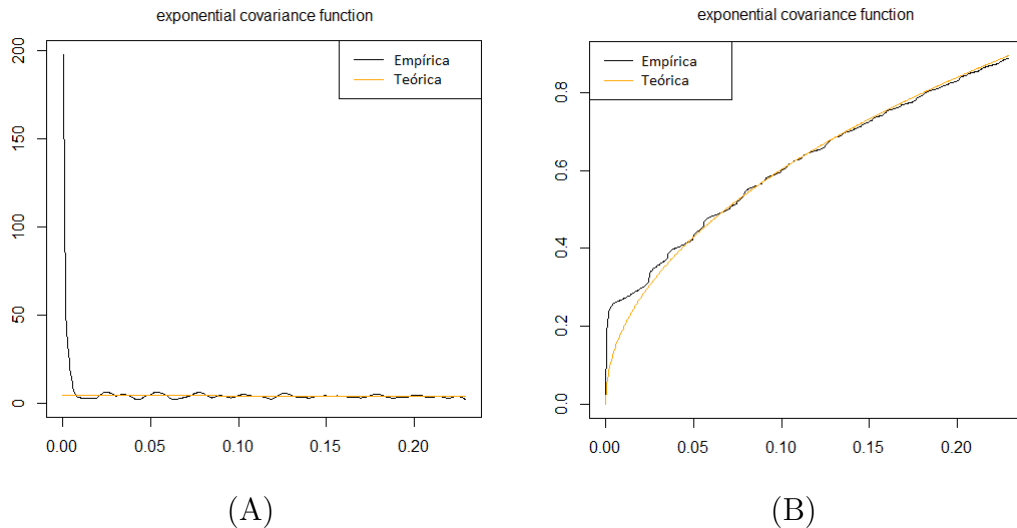 exponential covariance function
Empírica
Teórica
200
150
100
50
0
0.00 0.05 0.10 0.15 0.20
(A)
exponential covariance function
Empírica
Teórica
0.8
0.6
0.4
0.2
0.0
0.00 0.05 0.10 0.15 0.20
(B)